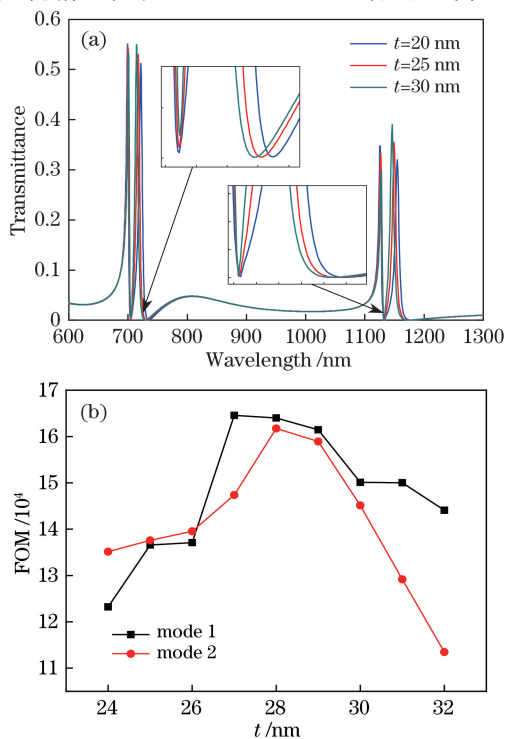 (a)
t=20 nm
t=25 nm
t=30 nm
Transmittance
0.6
0.5
0.4
0.3
0.2
0.1
0
600 700 800 900 1000 1100 1200 1300
Wavelength /nm
(b)
FOM /10⁴
17
16
15
14
13
12
11
mode 1
mode 2
24 26 28 30 32
t/nm